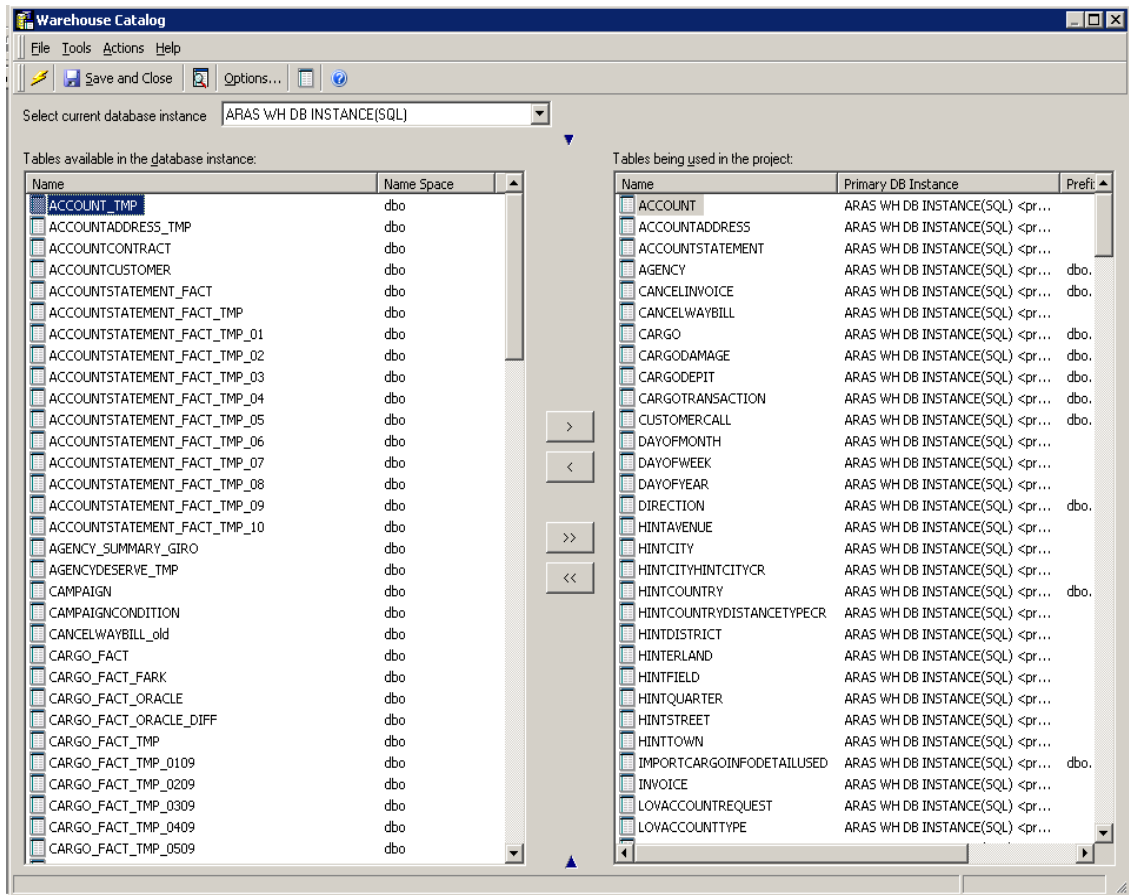 Warehouse Catalog
File Tools Actions Help
Save and Close Options...
Select current database instance ARAS WH DB INSTANCE(SQL)
Tables available in the database instance:
Name Name Space
ACCOUNT_TMP dbo
ACCOUNTADDRESS_TMP dbo
ACCOUNTCONTRACT dbo
ACCOUNTCUSTOMER dbo
ACCOUNTSTATEMENT_FACT dbo
ACCOUNTSTATEMENT_FACT_TMP dbo
ACCOUNTSTATEMENT_FACT_TMP_01 dbo
ACCOUNTSTATEMENT_FACT_TMP_02 dbo
ACCOUNTSTATEMENT_FACT_TMP_03 dbo
ACCOUNTSTATEMENT_FACT_TMP_04 dbo
ACCOUNTSTATEMENT_FACT_TMP_05 dbo
ACCOUNTSTATEMENT_FACT_TMP_06 dbo
ACCOUNTSTATEMENT_FACT_TMP_07 dbo
ACCOUNTSTATEMENT_FACT_TMP_08 dbo
ACCOUNTSTATEMENT_FACT_TMP_09 dbo
ACCOUNTSTATEMENT_FACT_TMP_10 dbo
AGENCY_SUMMARY_GIRO dbo
AGENCYDESERVE_TMP dbo
CAMPAIGN dbo
CAMPAIGNCONDITION dbo
CANCELWAYBILL_old dbo
CARGO_FACT dbo
CARGO_FACT_FARK dbo
CARGO_FACT_ORACLE dbo
CARGO_FACT_ORACLE_DIFF dbo
CARGO_FACT_TMP dbo
CARGO_FACT_TMP_0109 dbo
CARGO_FACT_TMP_0209 dbo
CARGO_FACT_TMP_0309 dbo
CARGO_FACT_TMP_0409 dbo
CARGO_FACT_TMP_0509 dbo
>
<
>>
<<
Tables being used in the project:
Name Primary DB Instance Prefi:
ACCOUNT ARAS WH DB INSTANCE(SQL) <pr...
ACCOUNTADDRESS ARAS WH DB INSTANCE(SQL) <pr...
ACCOUNTSTATEMENT ARAS WH DB INSTANCE(SQL) <pr...
AGENCY ARAS WH DB INSTANCE(SQL) <pr... dbo.
CANCELINVOICE ARAS WH DB INSTANCE(SQL) <pr... dbo.
CANCELWAYBILL ARAS WH DB INSTANCE(SQL) <pr...
CARGO ARAS WH DB INSTANCE(SQL) <pr... dbo.
CARGODAMAGE ARAS WH DB INSTANCE(SQL) <pr... dbo.
CARGODEPIT ARAS WH DB INSTANCE(SQL) <pr... dbo.
CARGOTRANSACTION ARAS WH DB INSTANCE(SQL) <pr... dbo.
CUSTOMERCALL ARAS WH DB INSTANCE(SQL) <pr... dbo.
DAYOFMONTH ARAS WH DB INSTANCE(SQL) <pr...
DAYOFWEEK ARAS WH DB INSTANCE(SQL) <pr...
DAYOFYEAR ARAS WH DB INSTANCE(SQL) <pr...
DIRECTION ARAS WH DB INSTANCE(SQL) <pr... dbo.
HINTAVENUE ARAS WH DB INSTANCE(SQL) <pr...
HINTCITY ARAS WH DB INSTANCE(SQL) <pr...
HINTCITYHINTCITYCR ARAS WH DB INSTANCE(SQL) <pr...
HINTCOUNTRY ARAS WH DB INSTANCE(SQL) <pr... dbo.
HINTCOUNTRYDISTANCETYPECR ARAS WH DB INSTANCE(SQL) <pr...
HINTDISTRICT ARAS WH DB INSTANCE(SQL) <pr...
HINTERLAND ARAS WH DB INSTANCE(SQL) <pr...
HINTFIELD ARAS WH DB INSTANCE(SQL) <pr...
HINTQUARTER ARAS WH DB INSTANCE(SQL) <pr...
HINTSTREET ARAS WH DB INSTANCE(SQL) <pr...
HINTTOWN ARAS WH DB INSTANCE(SQL) <pr...
IMPORTCARGOINFODETAILUSED ARAS WH DB INSTANCE(SQL) <pr... dbo.
INVOICE ARAS WH DB INSTANCE(SQL) <pr...
LOVACCOUNTREQUEST ARAS WH DB INSTANCE(SQL) <pr...
LOVACCOUNTTYPE ARAS WH DB INSTANCE(SQL) <pr...